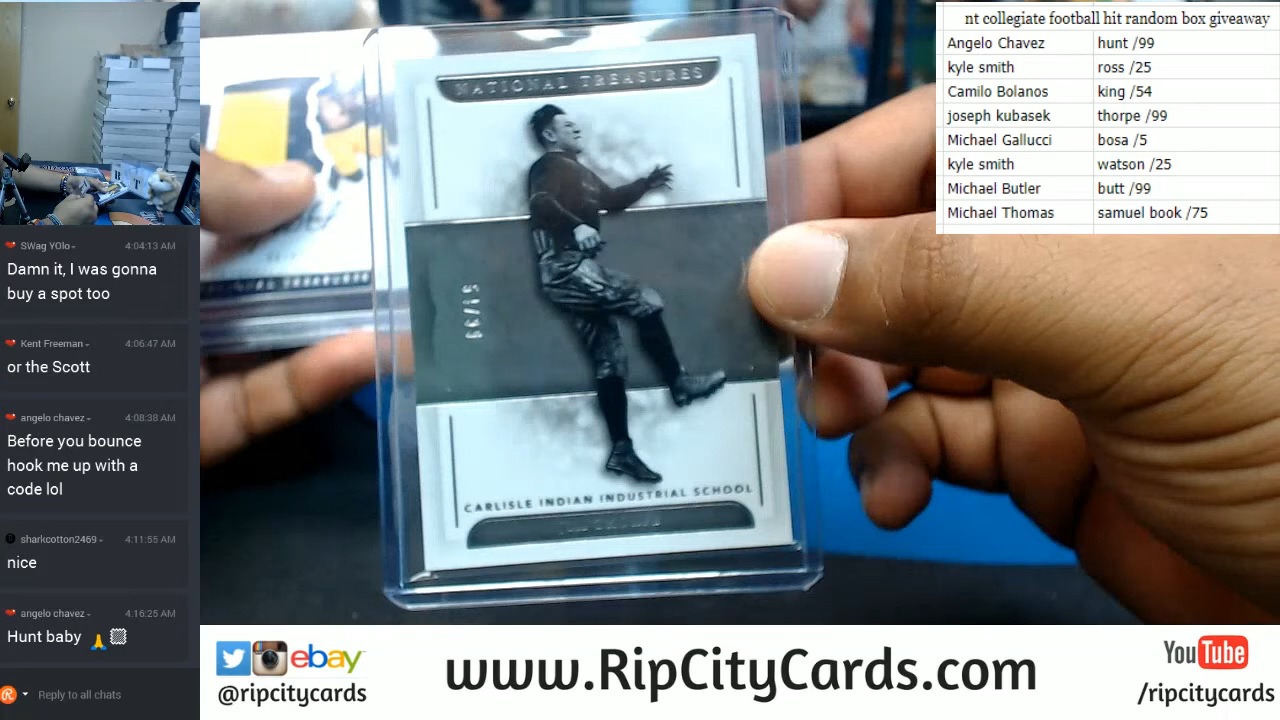 nt collegiate football hit random box giveaway
Angelo Chavez hunt /99
kyle smith ross /25
Camilo Bolanos king /54
joseph kubasek thorpe /99
Michael Gallucci bosa /5
kyle smith watson /25
Michael Butler butt /99
Michael Thomas samuel book /75
SWag YOlo 4:04:13 AM
Damn it, I was gonna
buy a spot too
Kent Freeman 4:06:47 AM
or the Scott
angelo chavez 4:08:38 AM
Before you bounce
hook me up with a
code lol
sharkcotton2469 4:11:55 AM
nice
angelo chavez 4:16:25 AM
Hunt baby
Reply to all chats
NATIONAL TREASURES
CARLISLE INDIAN INDUSTRIAL SCHOOL
ebay
@ripcitycards
www.RipCityCards.com
YouTube
/ripcitycards